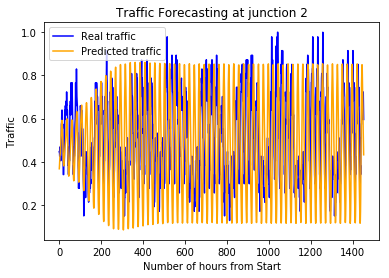 Traffic Forecasting at junction 2
Real traffic
Predicted traffic
1.0
0.8
0.6
0.4
0.2
Traffic
0 200 400 600 800 1000 1200 1400
Number of hours from Start